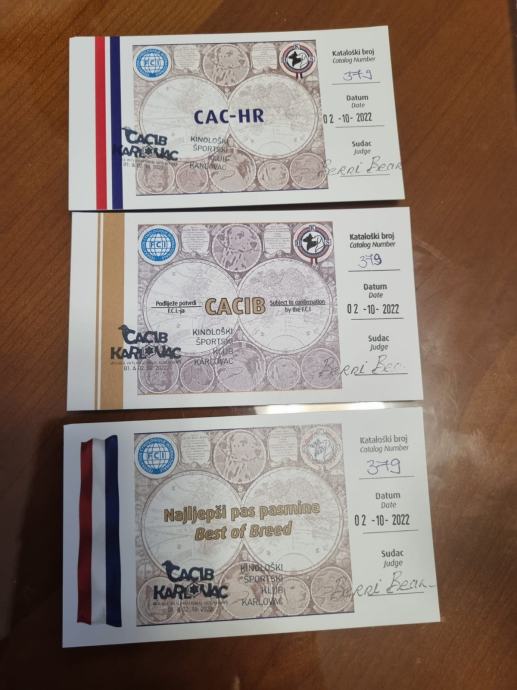 FCI
Kataloški broj
Catalog Number
379
CAC-HR
Datum
Date
02 -10- 2022
CACIB
KARLOVAC
KINOLOŠKI
ŠPORTSKI
KLUB
KARLOVAC
Sudac
Judge
FCI
Kataloški broj
Catalog Number
379
Podliježe potvrdi
F.C.I.-ja
CACIB
Subject to confirmation
by the F.C.I
Datum
Date
02 -10- 2022
CACIB
KARLOVAC
KINOLOŠKI
ŠPORTSKI
KLUB
KARLOVAC
Sudac
Judge
FCI
Kataloški broj
Catalog Number
379
Najljepši pas pasmine
Best of Breed
Datum
Date
02 -10- 2022
CACIB
KARLOVAC
KINOLOŠKI
ŠPORTSKI
KLUB
KARLOVAC
Sudac
Judge